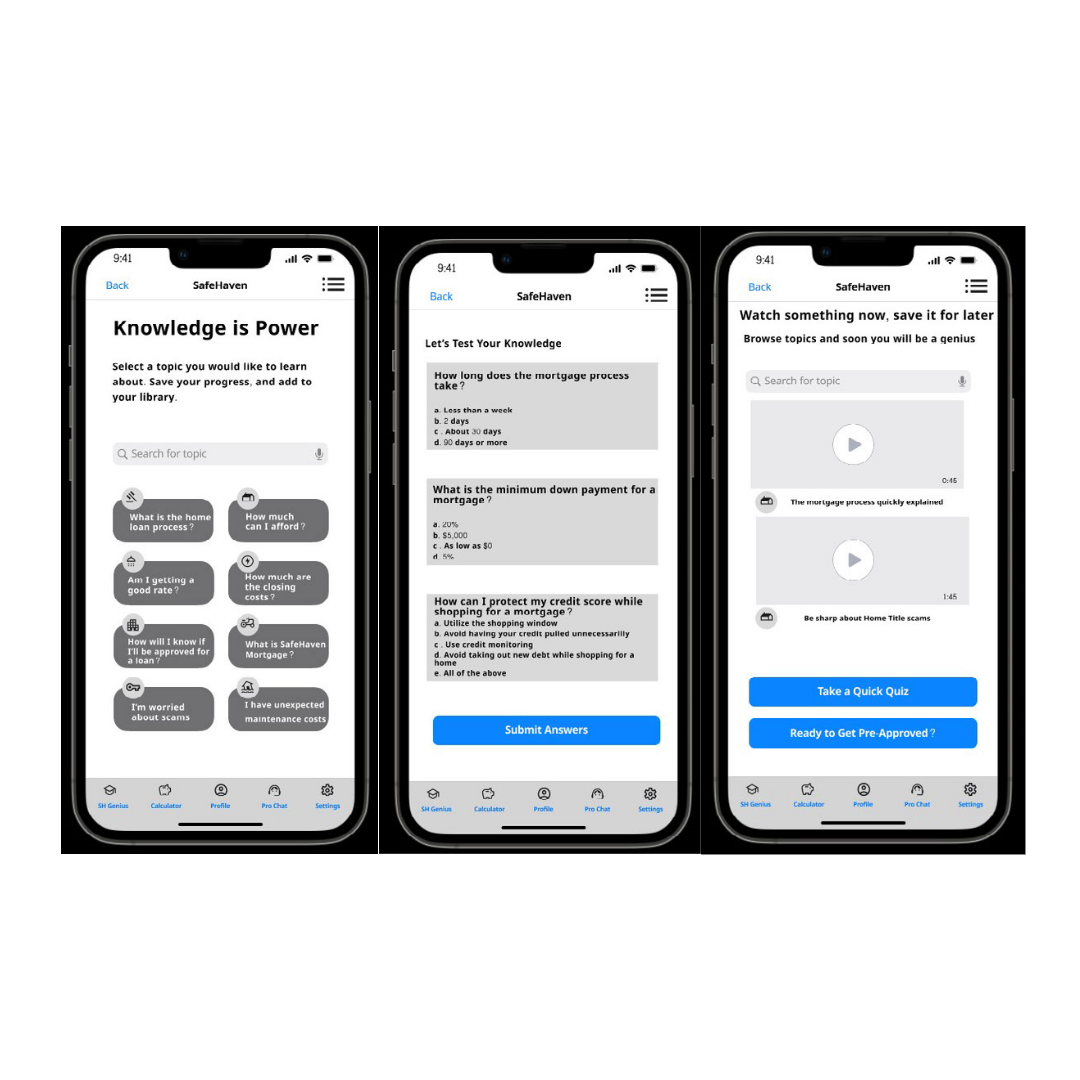 9:41
Back
SafeHaven
Knowledge is Power
Select a topic you would like to learn
about. Save your progress, and add to
your library.
Search for topic
What is the home
loan process?
How much
can I afford?
Am I getting a
good rate?
How much are
the closing
costs?
How will I know if
I'll be approved for
a loan?
What is SafeHaven
Mortgage?
I'm worried
about scams
I have unexpected
maintenance costs
SH Genius
Calculator
Profile
Pro Chat
Settings
9:41
Back
SafeHaven
Let's Test Your Knowledge
How long does the mortgage process
take?
a. Less than a week
b. 2 days
c . About 30 days
d. 90 days or more
What is the minimum down payment for a
mortgage?
a. 20%
b. $5,000
c . As low as $0
d. 5%
How can I protect my credit score while
shopping for a mortgage?
a. Utilize the shopping window
b. Avoid having your credit pulled unnecessarilly
c . Use credit monitoring
d. Avoid taking out new debt while shopping for a
home
e. All of the above
Submit Answers
SH Genius
Calculator
Profile
Pro Chat
Settings
9:41
Back
SafeHaven
Watch something now, save it for later
Browse topics and soon you will be a genius
Search for topic
0:45
The mortgage process quickly explained
1:45
Be sharp about Home Title scams
Take a Quick Quiz
Ready to Get Pre-Approved?
SH Genius
Calculator
Profile
Pro Chat
Settings